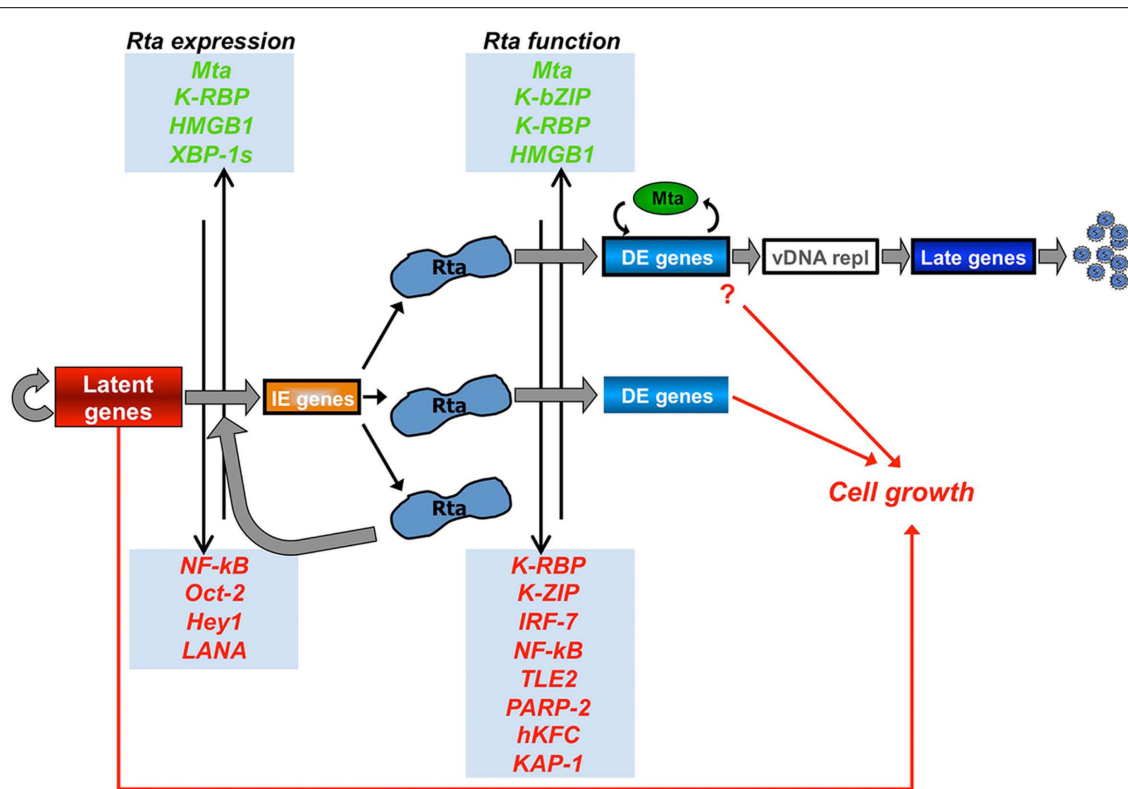 Rta expression
Mta
K-RBP
HMGB1
XBP-1s
Rta function
Mta
K-bZIP
K-RBP
HMGB1
Mta
Rta
DE genes
vDNA repl
Late genes
?
Latent
genes
IE genes
Rta
DE genes
Cell growth
Rta
NF-kB
Oct-2
Hey1
LANA
K-RBP
K-ZIP
IRF-7
NF-kB
TLE2
PARP-2
hKFC
KAP-1